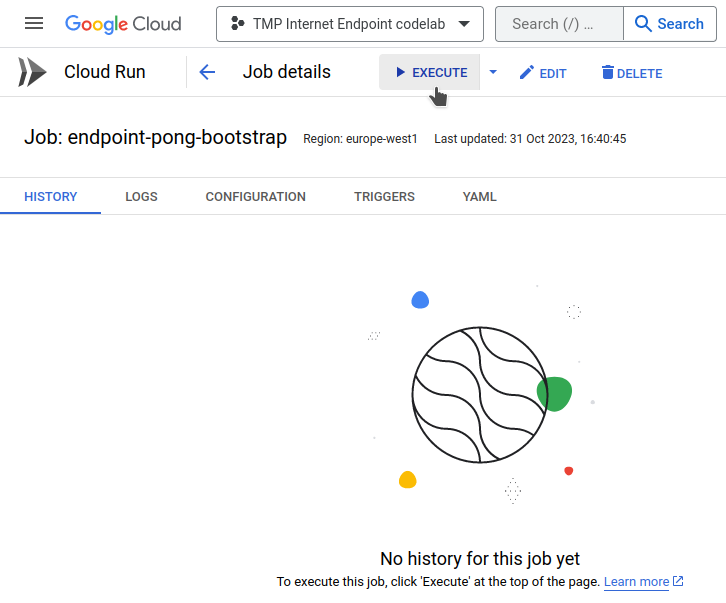 Google Cloud TMP Internet Endpoint codelab Search (/) ... Search
Cloud Run Job details EXECUTE EDIT DELETE
Job: endpoint-pong-bootstrap Region: europe-west1 Last updated: 31 Oct 2023, 16:40:45
HISTORY LOGS CONFIGURATION TRIGGERS YAML
No history for this job yet
To execute this job, click 'Execute' at the top of the page. Learn more